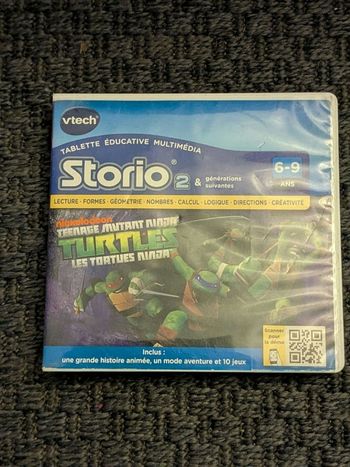 vtech
TABLETTE ÉDUCATIVE MULTIMÉDIA
Storio® 2 & générations suivantes
6-9 ANS
LECTURE · FORMES · GÉOMÉTRIE · NOMBRES · CALCUL · LOGIQUE · DIRECTIONS · CRÉATIVITÉ
nickelodeon
TEENAGE MUTANT NINJA
TURTLES
LES TORTUES NINJA
Scanner
pour
la démo
Inclus :
une grande histoire animée, un mode aventure et 10 jeux